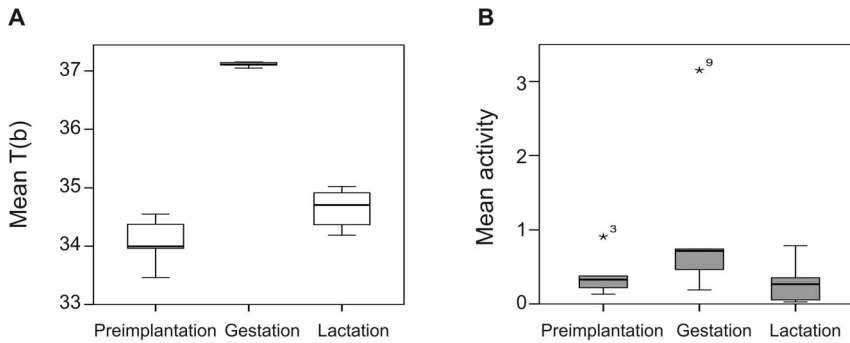 A
Mean T(b)
37
36
35
34
33
Preimplantation Gestation Lactation
B
Mean activity
3
2
1
0
*3
*9
Preimplantation Gestation Lactation